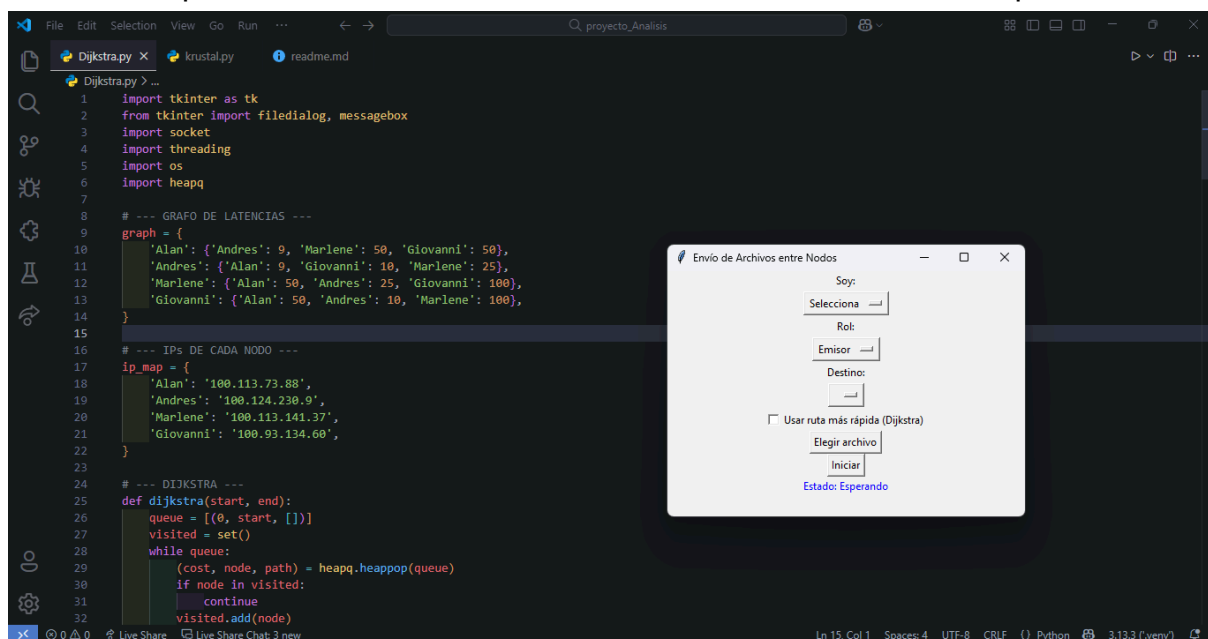 File Edit Selection View Go Run ... proyecto_Analisis
Dijkstra.py krustal.py readme.md
Dijkstra.py > ...
1 import tkinter as tk
2 from tkinter import filedialog, messagebox
3 import socket
4 import threading
5 import os
6 import heapq
7
8 # --- GRAFO DE LATENCIAS ---
9 graph = {
10 'Alan': {'Andres': 9, 'Marlene': 50, 'Giovanni': 50},
11 'Andres': {'Alan': 9, 'Giovanni': 10, 'Marlene': 25},
12 'Marlene': {'Alan': 50, 'Andres': 25, 'Giovanni': 100},
13 'Giovanni': {'Alan': 50, 'Andres': 10, 'Marlene': 100},
14 }
15
16 # --- IPs DE CADA NODO ---
17 ip_map = {
18 'Alan': '100.113.73.88',
19 'Andres': '100.124.230.9',
20 'Marlene': '100.113.141.37',
21 'Giovanni': '100.93.134.60',
22 }
23
24 # --- DIJKSTRA ---
25 def dijkstra(start, end):
26 queue = [(0, start, [])]
27 visited = set()
28 while queue:
29 (cost, node, path) = heapq.heappop(queue)
30 if node in visited:
31 continue
32 visited.add(node)
Envío de Archivos entre Nodos
Soy:
Selecciona
Rol:
Emisor
Destino:
Usar ruta más rápida (Dijkstra)
Elegir archivo
Iniciar
Estado: Esperando
0 0 0 Live Share Live Share Chat: 3 new Ln 15, Col 1 Spaces: 4 UTF-8 CRLF {} Python 3.13.3 ('.venv')